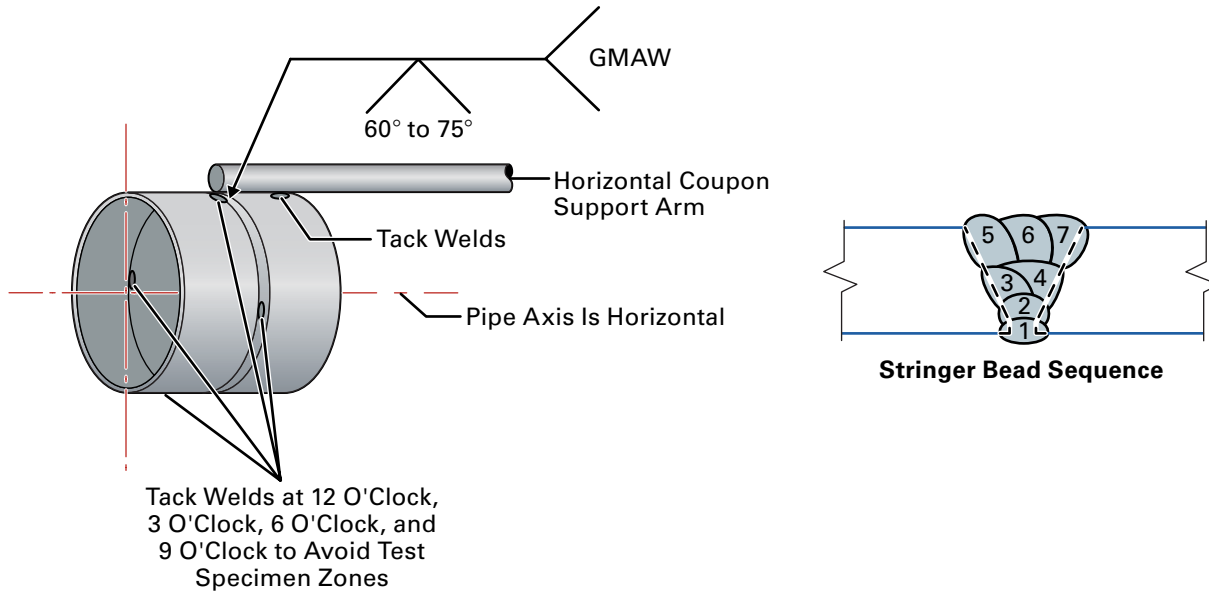 GMAW
60° to 75°
Horizontal Coupon
Support Arm
Tack Welds
Pipe Axis Is Horizontal
Tack Welds at 12 O'Clock,
3 O'Clock, 6 O'Clock, and
9 O'Clock to Avoid Test
Specimen Zones
5 6 7
3 4
2
1
Stringer Bead Sequence